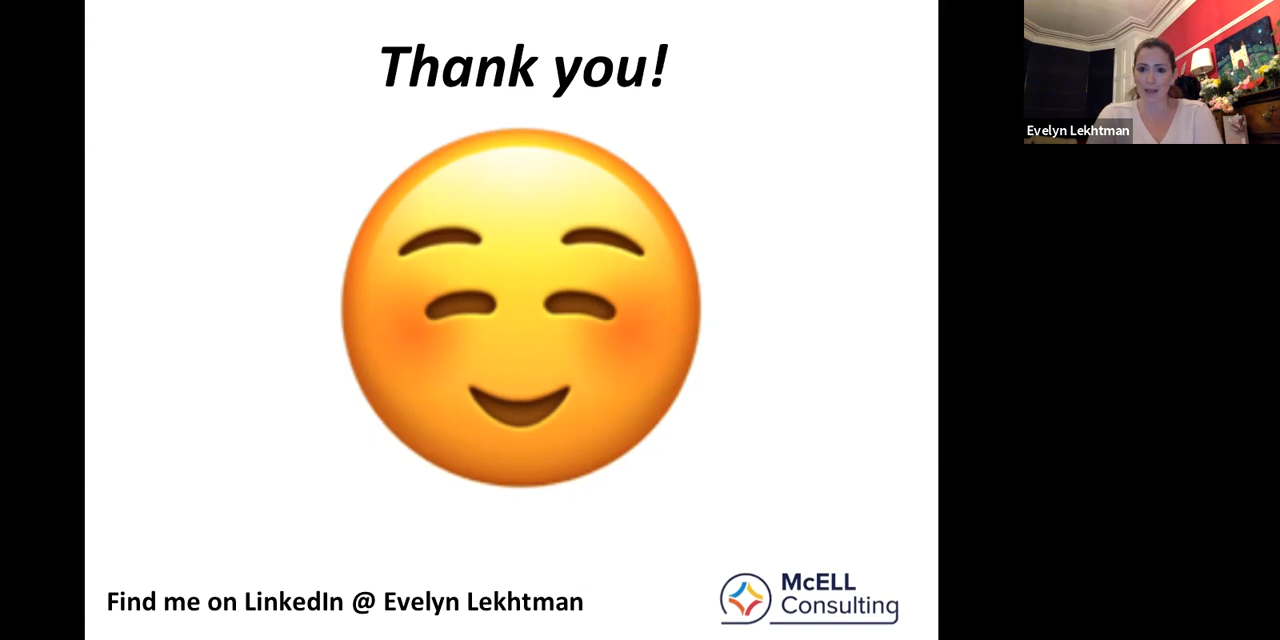 Thank you!
Evelyn Lekhtman
Find me on LinkedIn @ Evelyn Lekhtman
McELL
Consulting